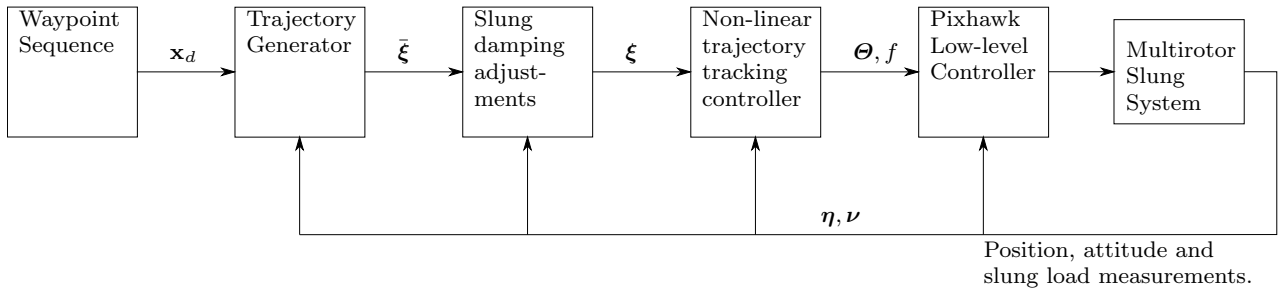 Waypoint
Sequence
𝐱_d
Trajectory
Generator
ξ̄
Slung
damping
adjust-
ments
ξ
Non-linear
trajectory
tracking
controller
Θ, f
Pixhawk
Low-level
Controller
Multirotor
Slung
System
η, ν
Position, attitude and
slung load measurements.